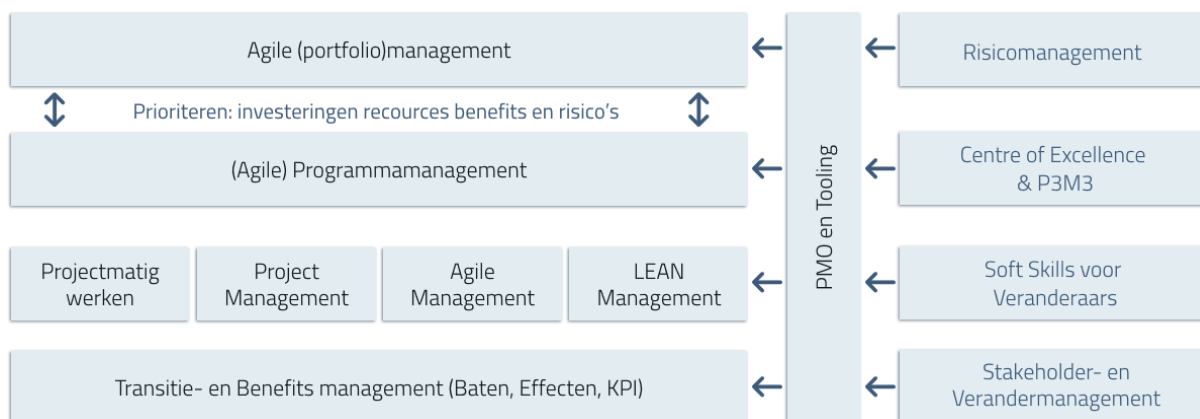 Agile (portfolio)management
Prioriteren: investeringen recources benefits en risico's
(Agile) Programmamanagement
Projectmatig
werken
Project
Management
Agile
Management
LEAN
Management
Transitie- en Benefits management (Baten, Effecten, KPI)
PMO en Tooling
Risicomanagement
Centre of Excellence
& P3M3
Soft Skills voor
Veranderaars
Stakeholder- en
Verandermanagement